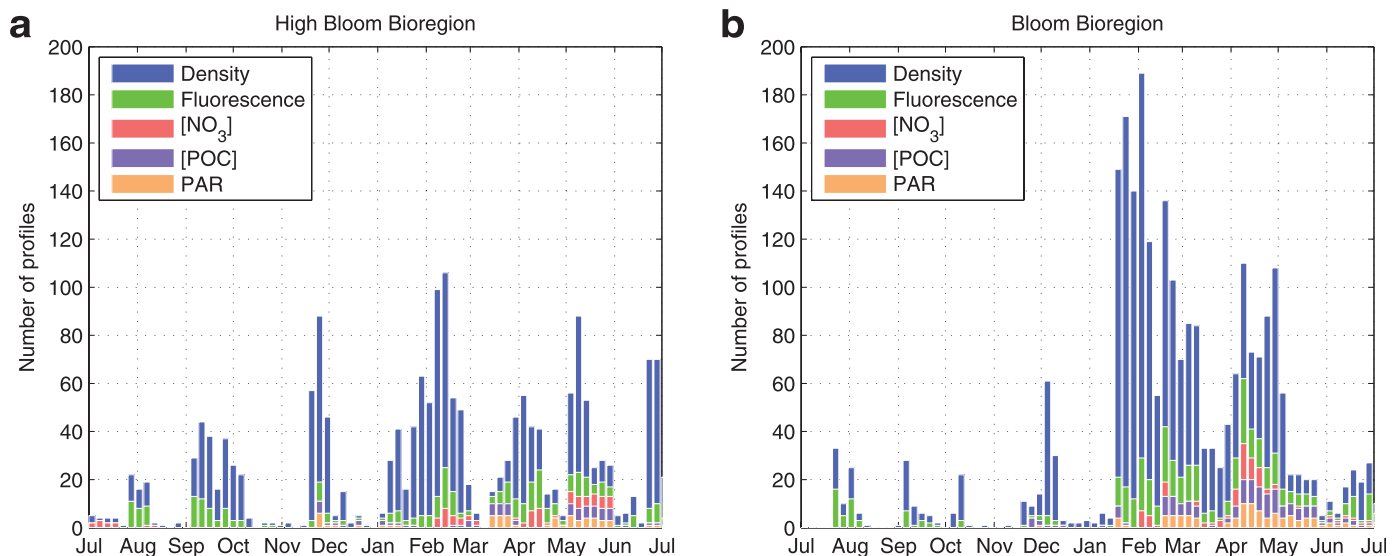 a
High Bloom Bioregion
Number of profiles
200
180
160
140
120
100
80
60
40
20
0
Density
Fluorescence
[NO3]
[POC]
PAR
Jul Aug Sep Oct Nov Dec Jan Feb Mar Apr May Jun Jul
b
Bloom Bioregion
Number of profiles
200
180
160
140
120
100
80
60
40
20
0
Density
Fluorescence
[NO3]
[POC]
PAR
Jul Aug Sep Oct Nov Dec Jan Feb Mar Apr May Jun Jul